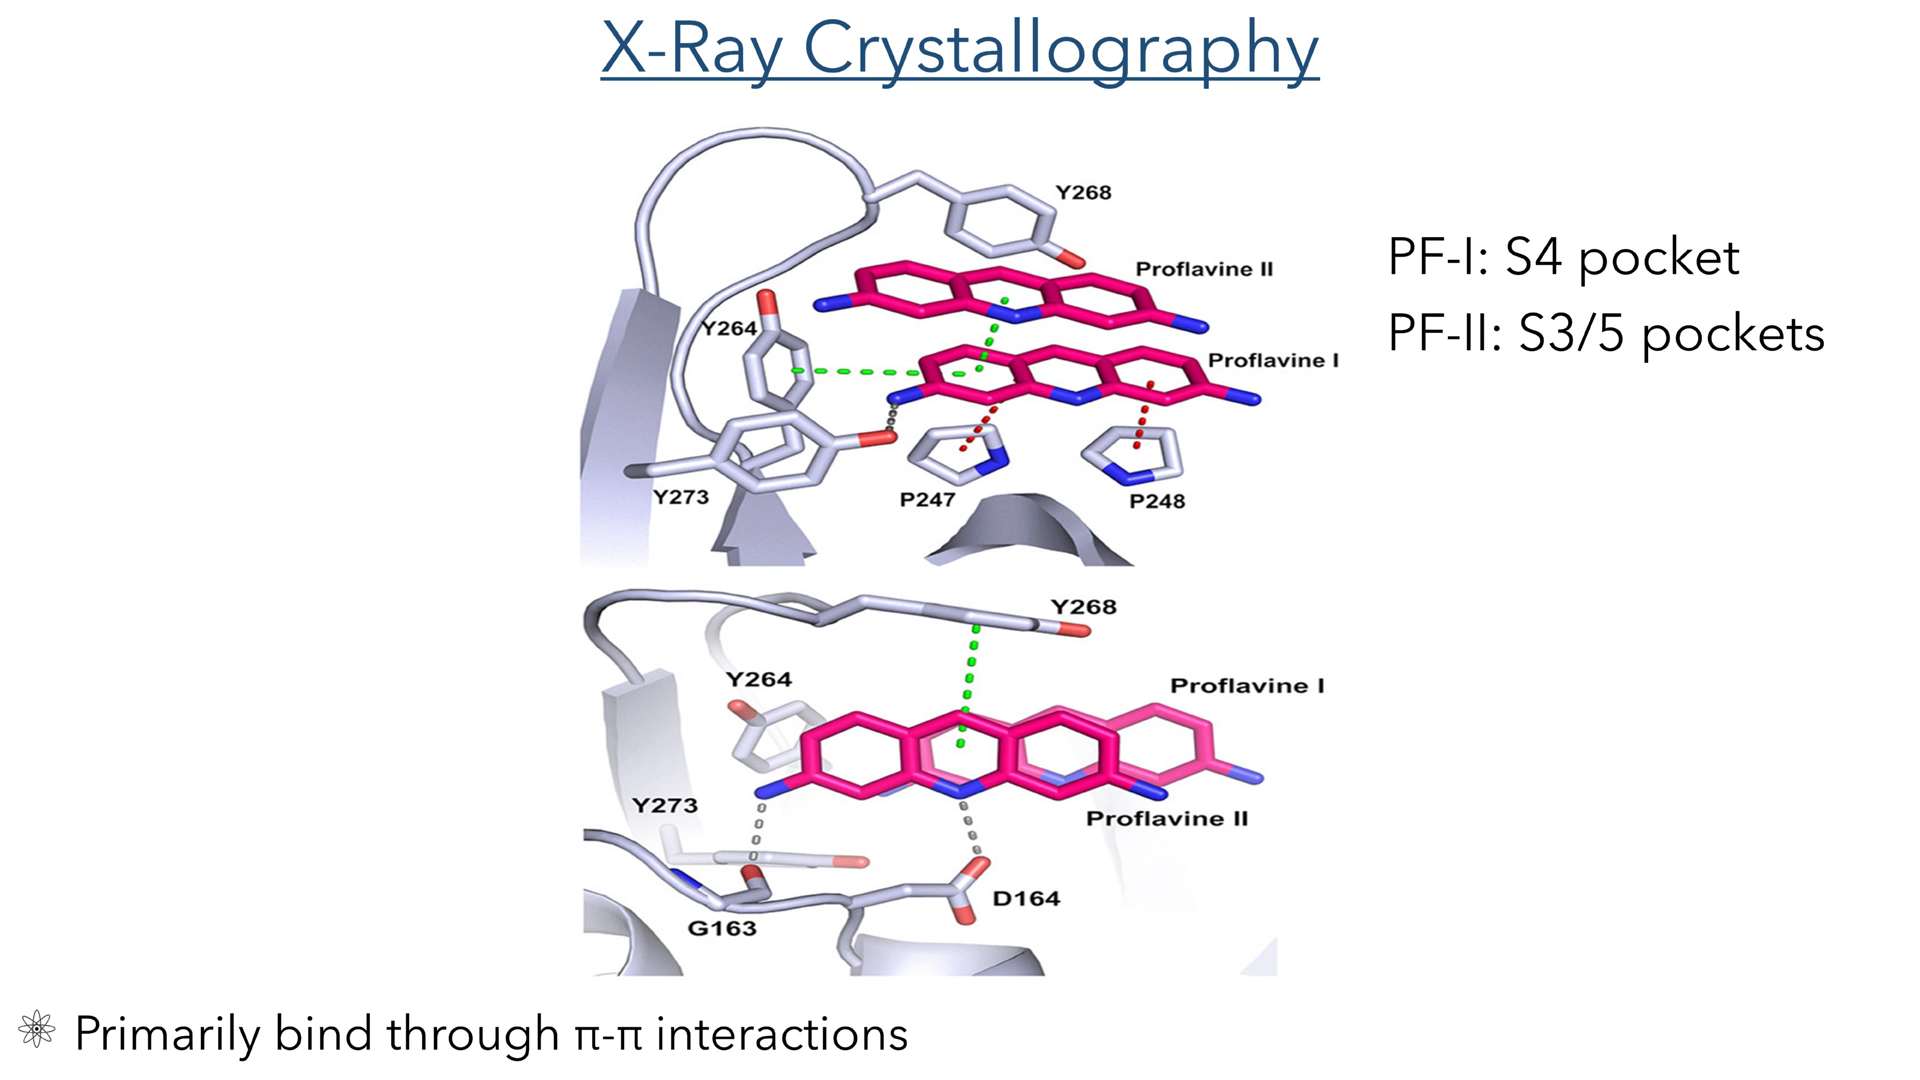 X-Ray Crystallography
Y268
Proflavine II
Y264
Proflavine I
Y273
P247
P248
PF-I: S4 pocket
PF-II: S3/5 pockets
Y268
Y264
Proflavine I
Y273
Proflavine II
D164
G163
Primarily bind through π-π interactions